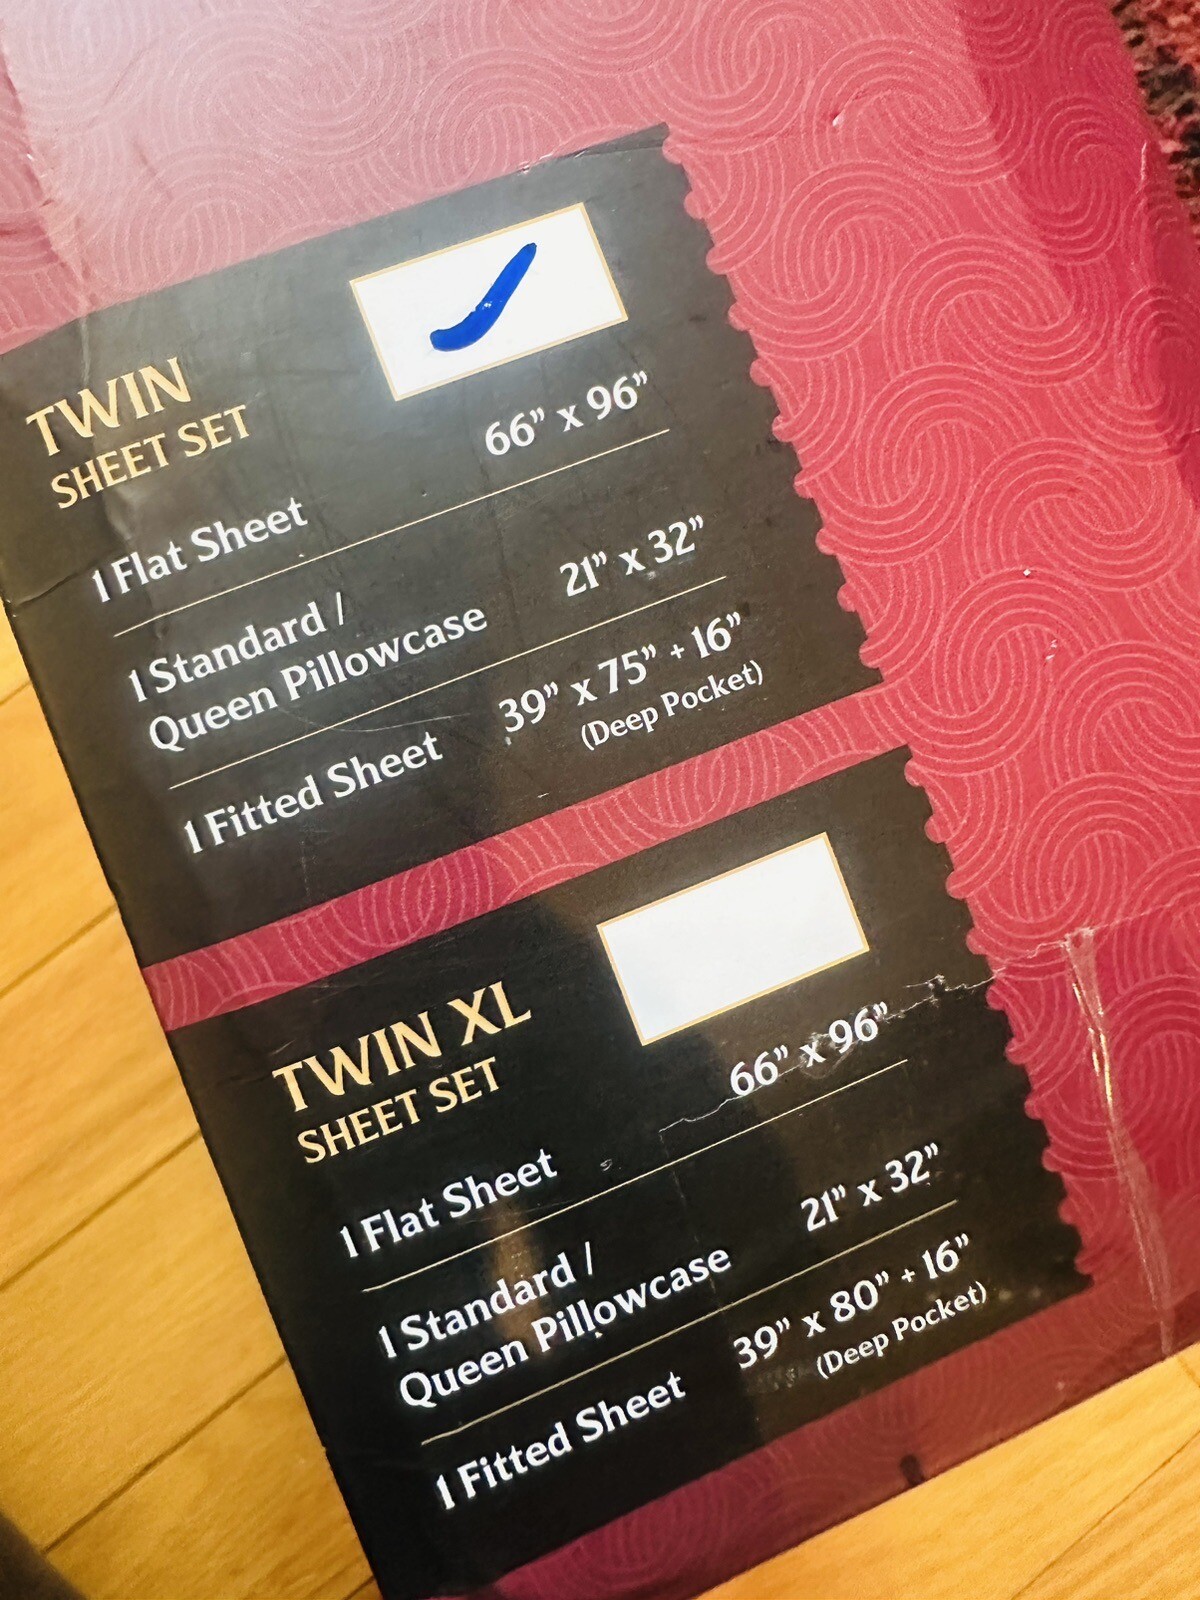 TWIN
SHEET SET
1 Flat Sheet 66” x 96”
1 Standard /
Queen Pillowcase 21” x 32”
1 Fitted Sheet 39” x 75” + 16”
(Deep Pocket)
TWIN XL
SHEET SET
1 Flat Sheet 66” x 96”
1 Standard /
Queen Pillowcase 21” x 32”
1 Fitted Sheet 39” x 80” + 16”
(Deep Pocket)